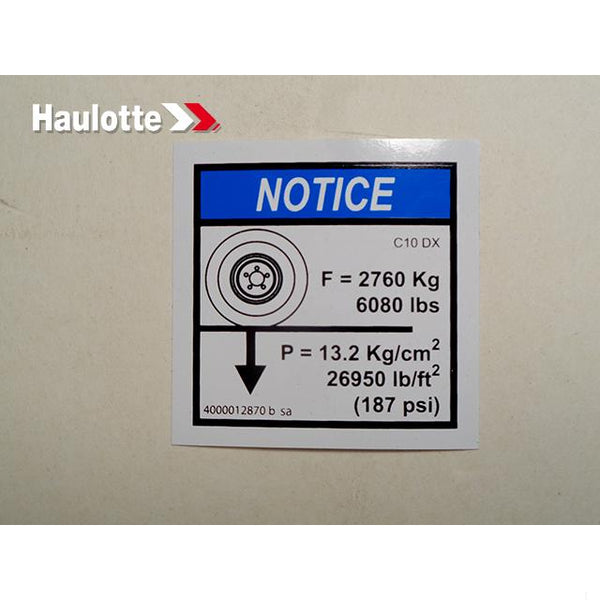 Haulotte
NOTICE
C10 DX
F = 2760 Kg
6080 lbs
P = 13.2 Kg/cm²
26950 lb/ft²
(187 psi)
4000012870 b sa